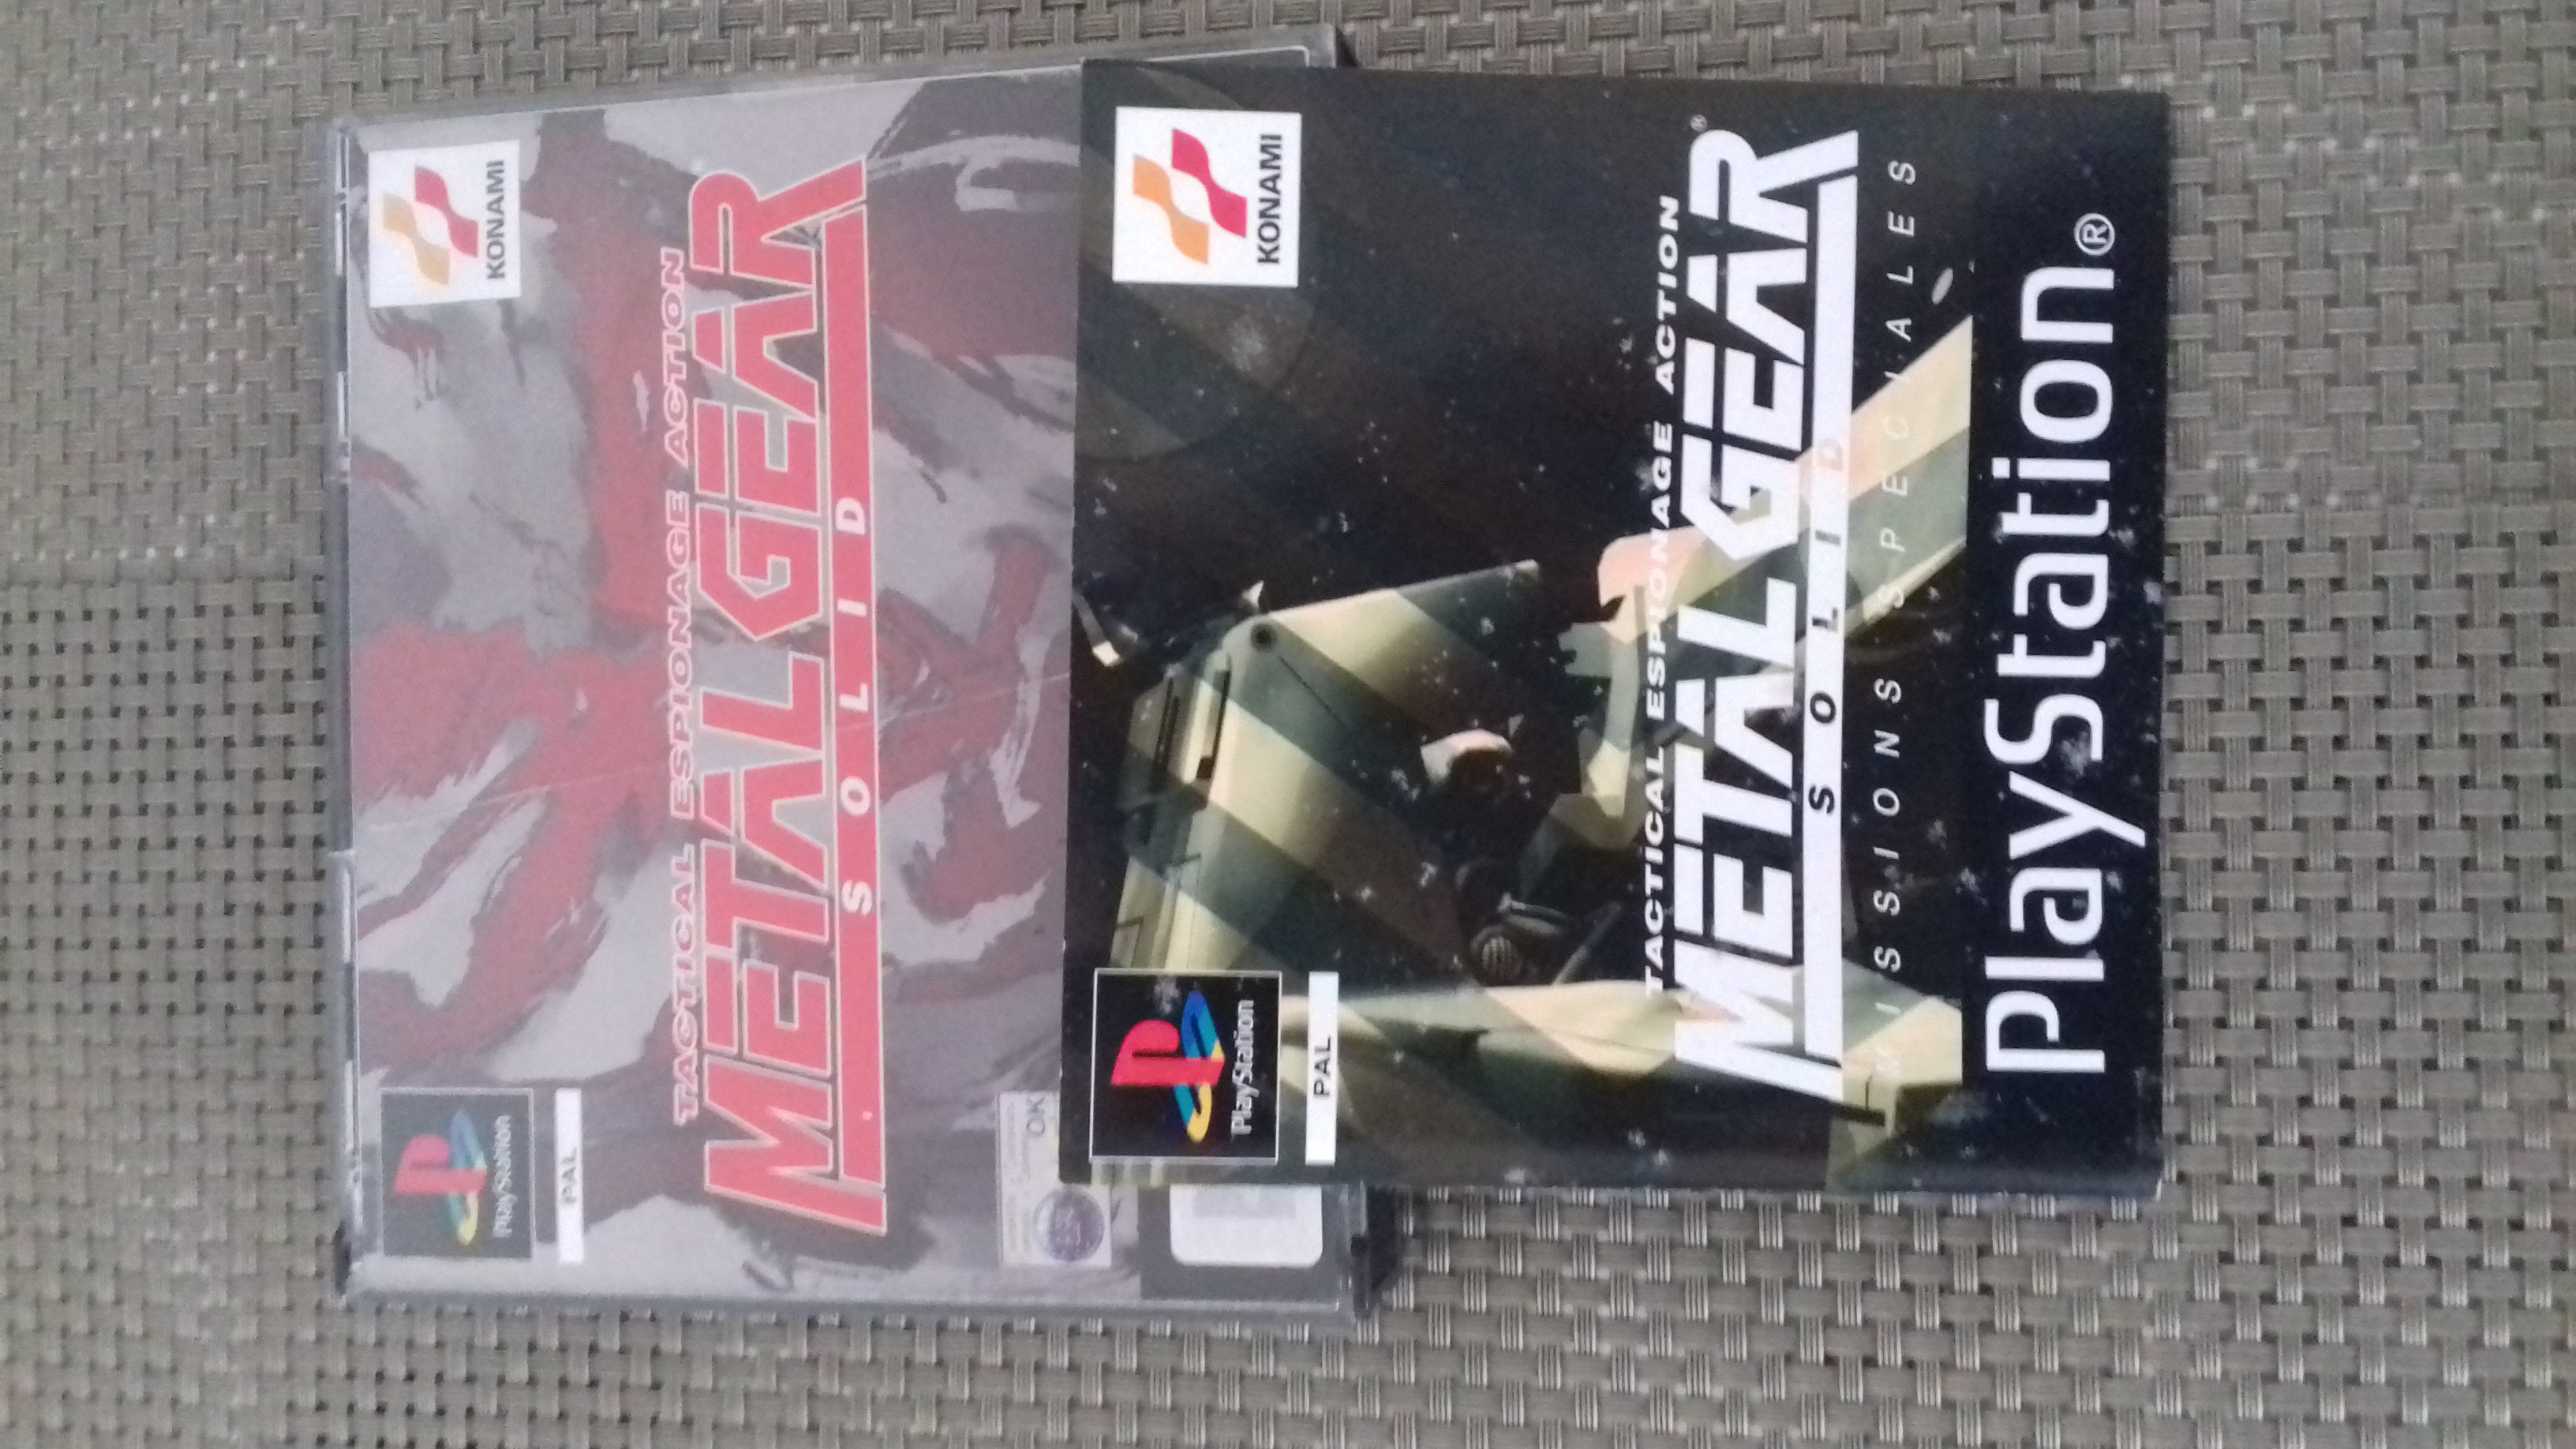 KONAMI
TACTICAL ESPIONAGE ACTION
METAL GEAR
SOLID
PlayStation
PAL
OK
KONAMI
TACTICAL ESPIONAGE ACTION
METAL GEAR®
SOLID
MISSIONS SPECIALES
PlayStation
PAL
PlayStation®